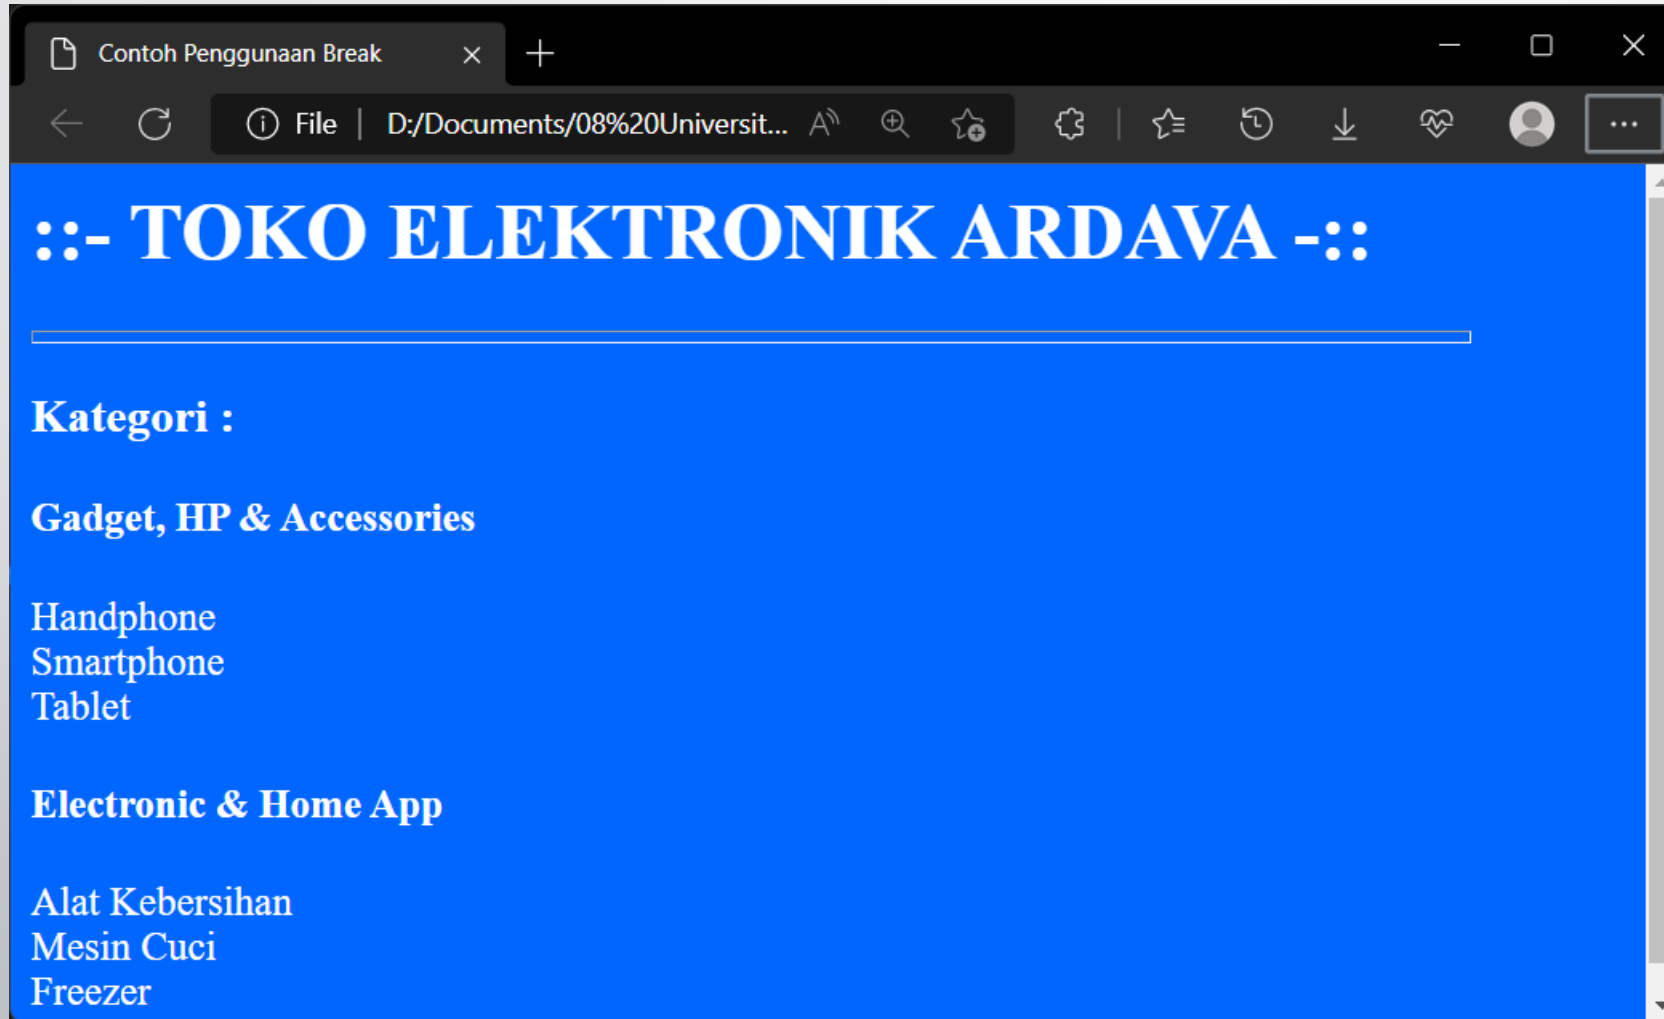 Contoh Penggunaan Break
File | D:/Documents/08%20Universit...
::- TOKO ELEKTRONIK ARDAVA -::
Kategori :
Gadget, HP & Accessories
Handphone
Smartphone
Tablet
Electronic & Home App
Alat Kebersihan
Mesin Cuci
Freezer